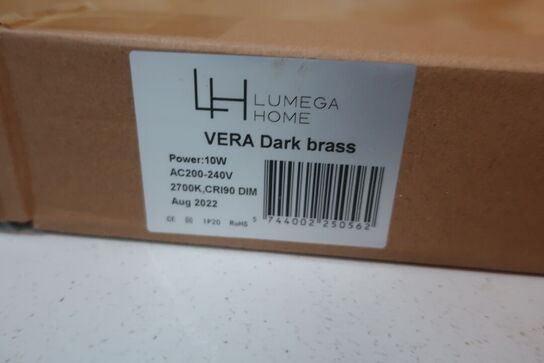 LH LUMEGA
HOME
VERA Dark brass
Power:10W
AC200-240V
2700K,CRI90 DIM
Aug 2022
CE IP20 RoHS
5 744002 250562